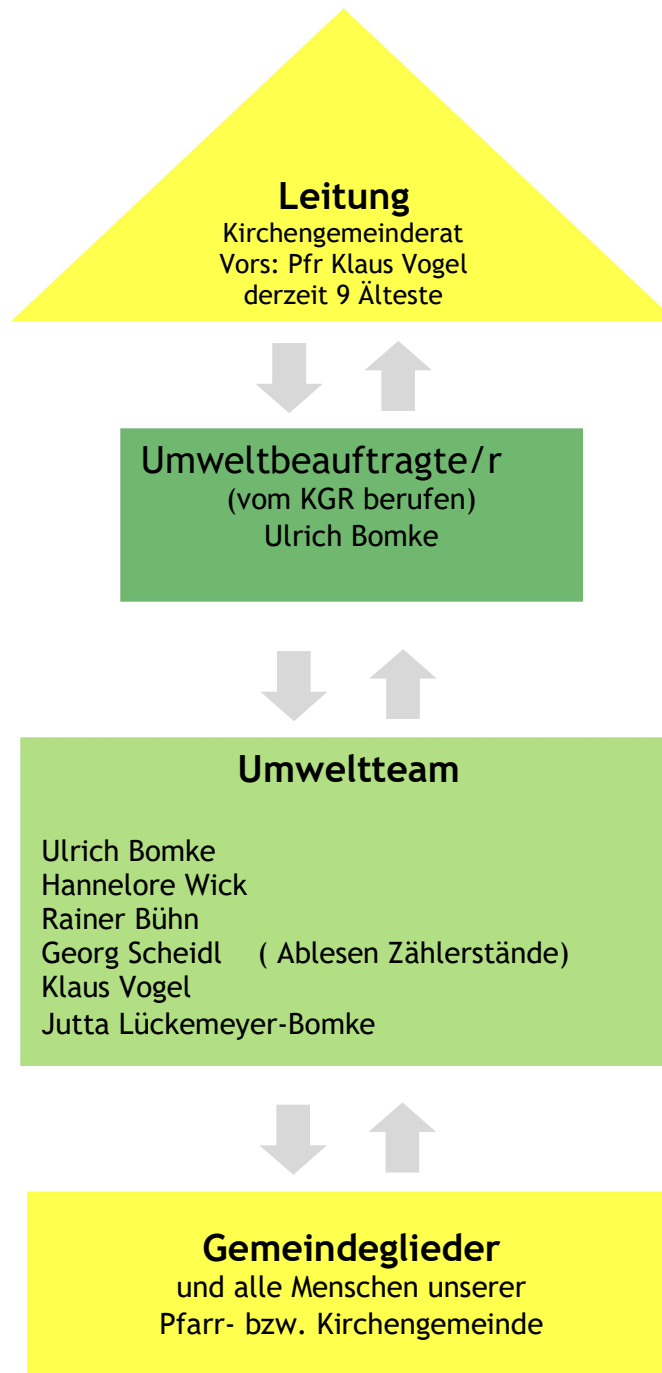 Leitung
Kirchengemeinderat
Vors: Pfr Klaus Vogel
derzeit 9 Älteste
Umweltbeauftragte/r
(vom KGR berufen)
Ulrich Bomke
Umweltteam
Ulrich Bomke
Hannelore Wick
Rainer Bühn
Georg Scheidl ( Ablesen Zählerstände)
Klaus Vogel
Jutta Lückemeyer-Bomke
Gemeindeglieder
und alle Menschen unserer
Pfarr- bzw. Kirchengemeinde